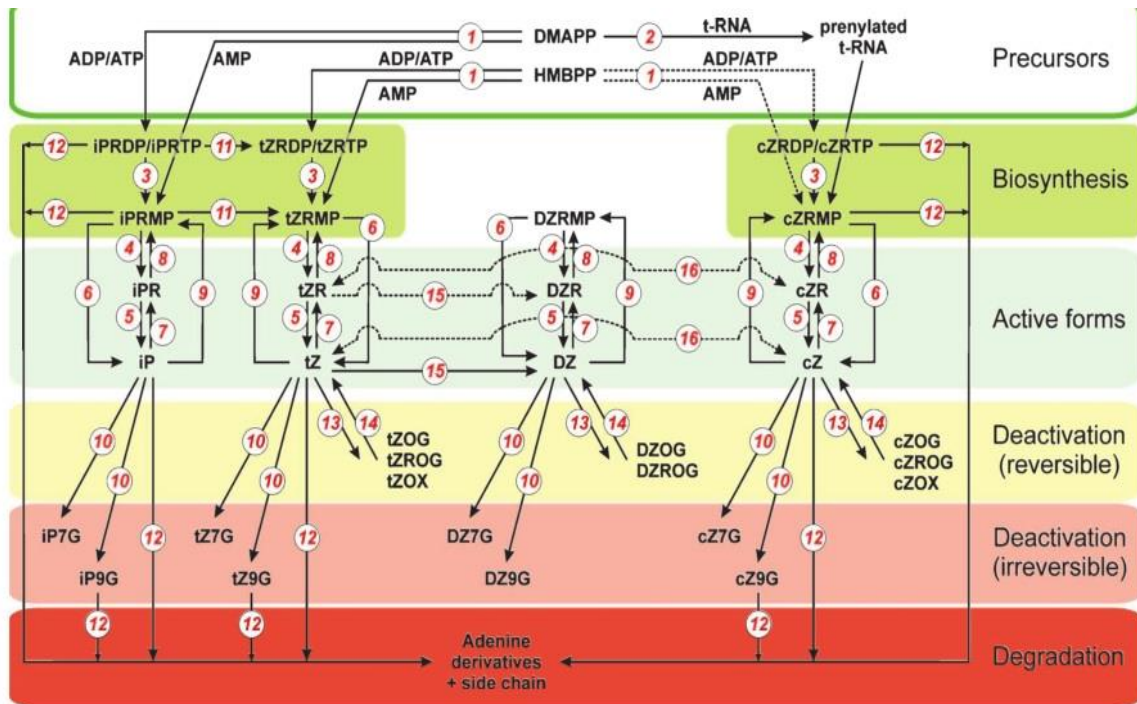 t-RNA
ADP/ATP AMP 1 DMAPP 2 prenylated
t-RNA
Precursors
ADP/ATP 1 HMBPP 1 ADP/ATP
AMP AMP
12 iPRDP/iPRTP 11 tZRDP/tZRTP cZRDP/cZRTP 12
3 3 3
Biosynthesis
12 iPRMP 11 tZRMP 6 6 DZRMP cZRMP 12
4 8 4 8 4 8 4 8
16
6 iPR 9 9 tZR 15 DZR 9 9 cZR 6
5 7 5 7 5 7 5 7
Active forms
16
iP tZ 15 DZ cZ
13 14 13 14 13 14
10 10 10 10
tZOG
tZROG
tZOX
DZOG
DZROG
cZOG
cZROG
cZOX
Deactivation
(reversible)
10 10 10 10
iP7G 12 tZ7G 12 DZ7G cZ7G 12
Deactivation
(irreversible)
iP9G tZ9G DZ9G cZ9G
12 12 12
Adenine
derivatives
+ side chain
Degradation